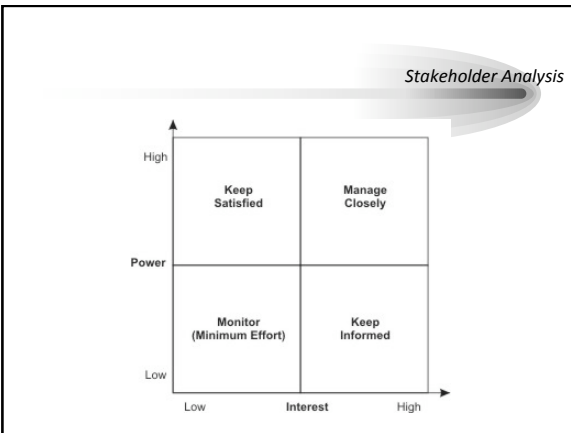 Stakeholder Analysis
High
Keep
Satisfied
Manage
Closely
Power
Monitor
(Minimum Effort)
Keep
Informed
Low
Low
Interest
High